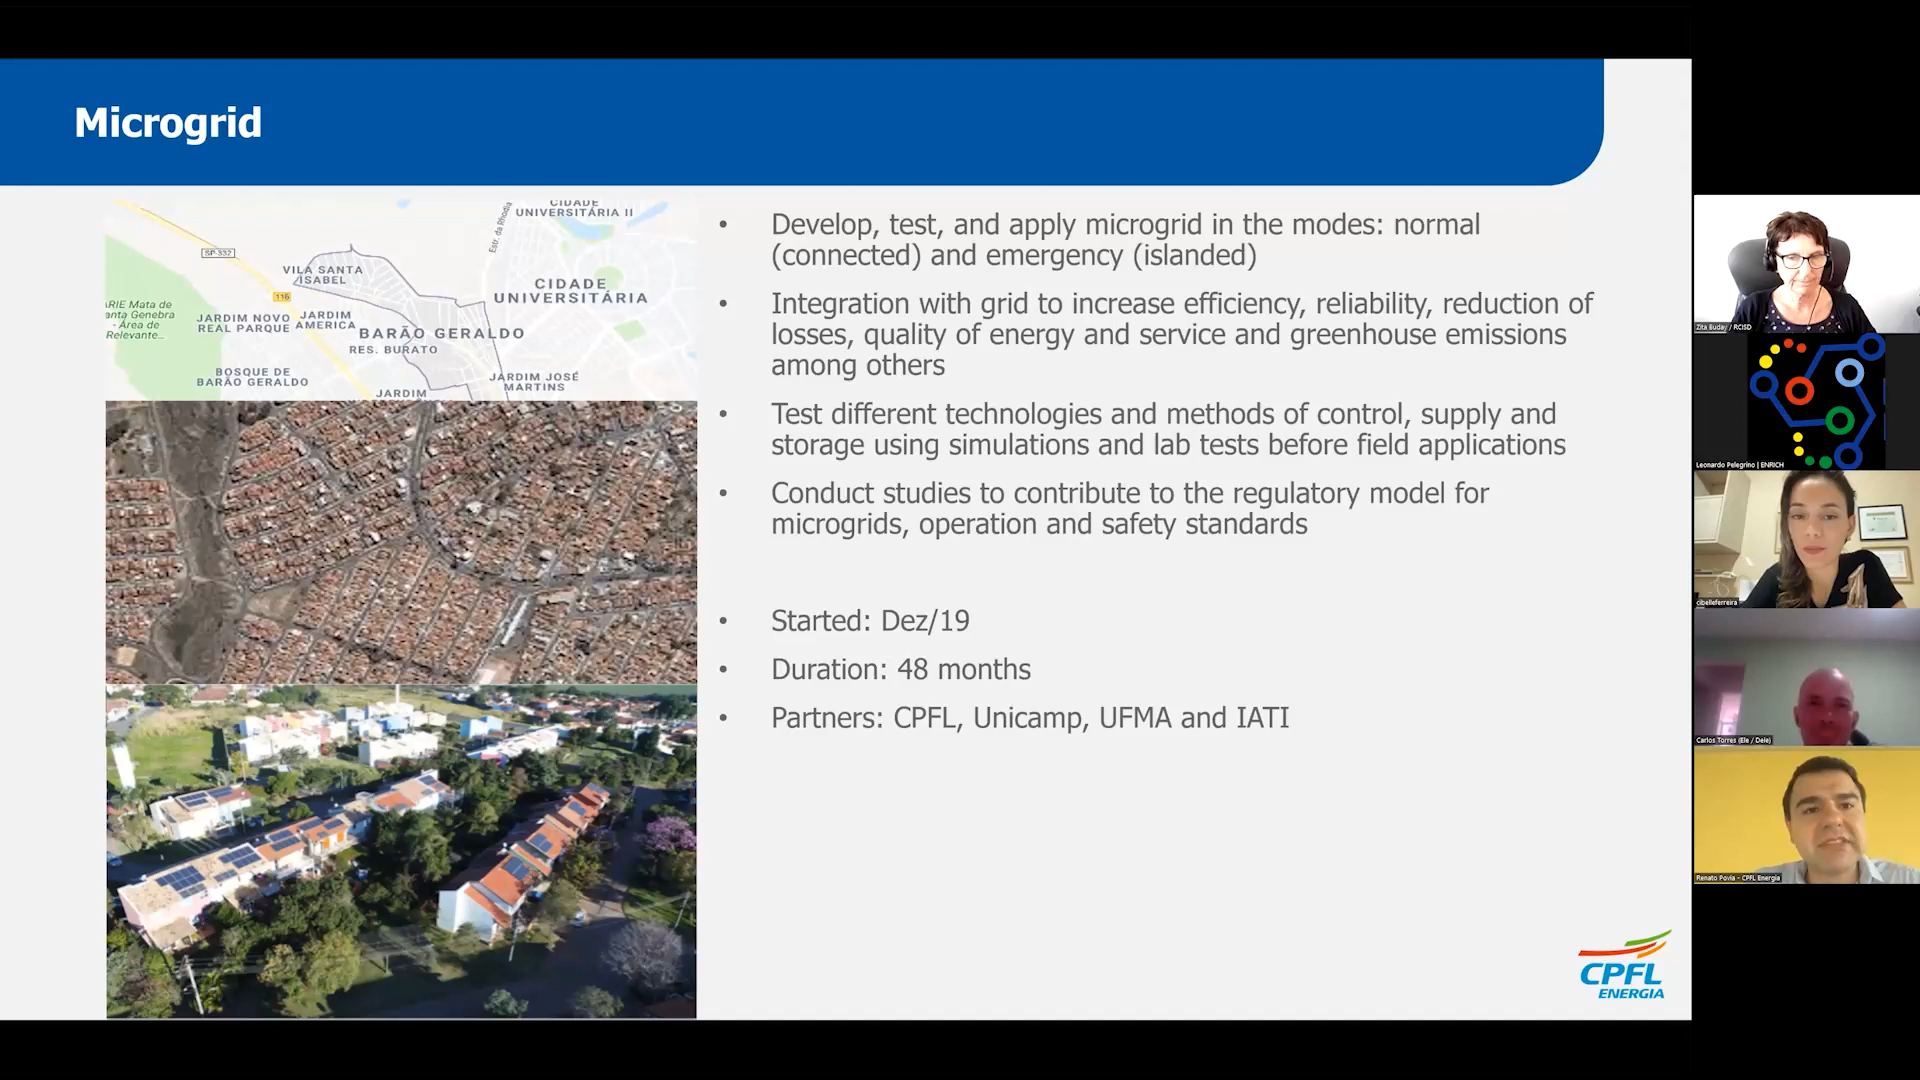 Microgrid
CIDADE
UNIVERSITÁRIA II
Estr. da Rhodia
SP-332
VILA SANTA
ISABEL
CIDADE
UNIVERSITÁRIA
116
ARIE Mata de
anta Genebra
- Área de
Relevante...
JARDIM NOVO
REAL PARQUE
JARDIM
AMERICA
BARÃO GERALDO
RES. BURATO
BOSQUE DE
BARÃO GERALDO
JARDIM JOSÉ
MARTINS
JARDIM
• Develop, test, and apply microgrid in the modes: normal
(connected) and emergency (islanded)
• Integration with grid to increase efficiency, reliability, reduction of
losses, quality of energy and service and greenhouse emissions
among others
• Test different technologies and methods of control, supply and
storage using simulations and lab tests before field applications
• Conduct studies to contribute to the regulatory model for
microgrids, operation and safety standards
• Started: Dez/19
• Duration: 48 months
• Partners: CPFL, Unicamp, UFMA and IATI
CPFL
ENERGIA
Zita Buday / RCISD
Leonardo Pelegrino | ENRICH
cibelleferreira
Carlos Torres (Ele / Dele)
Renato Povia - CPFL Energia